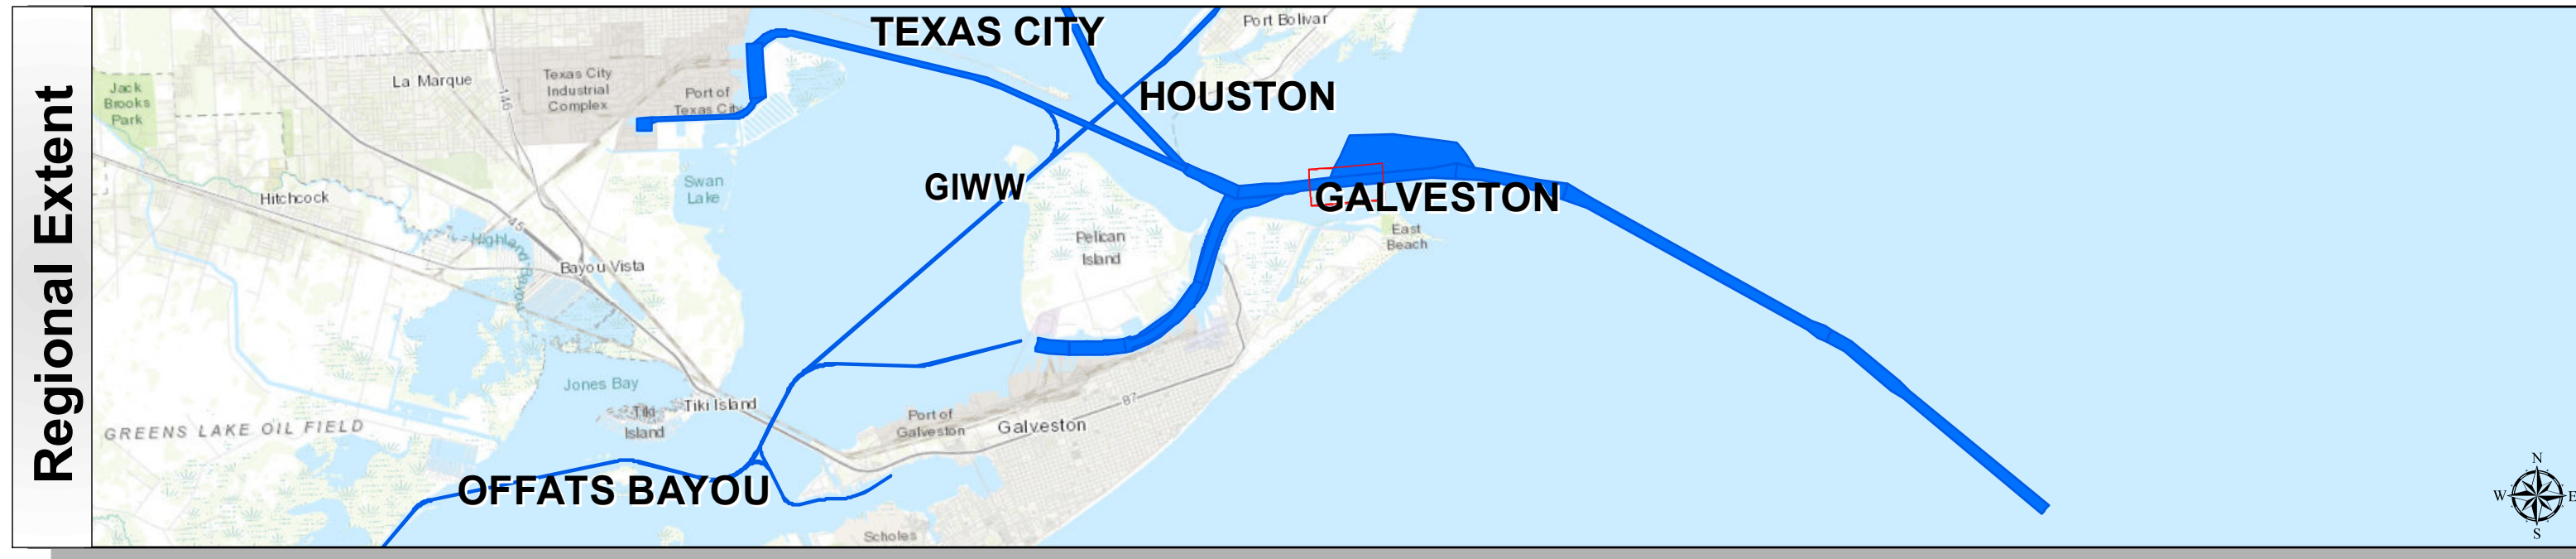 Regional Extent
TEXAS CITY
Port Bolivar
La Marque
Texas City
Industrial
Complex
146
Port of
Texas City
Jack
Brooks
Park
HOUSTON
Swan
Lake
GIWW
GALVESTON
Hitchcock
45
Highland Bayou
Bayou Vista
Pelican
Island
East
Beach
Jones Bay
Tiki
Island
Tiki Island
GREENS LAKE OIL FIELD
Port of
Galveston
Galveston
87
OFFATS BAYOU
Scholes
N
W
E
S